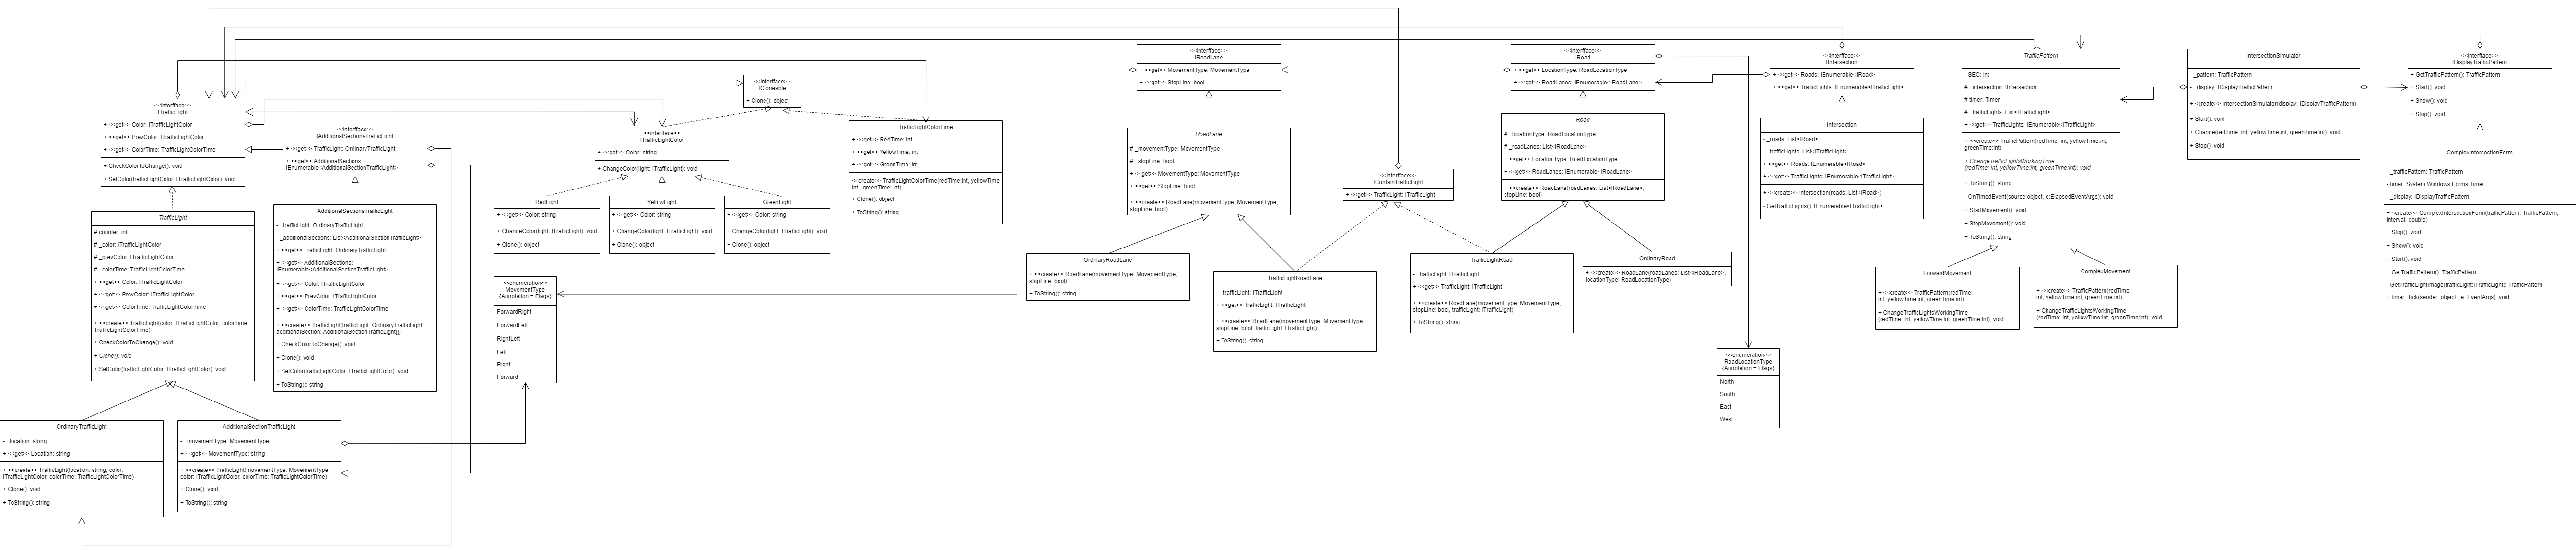 <<interfface>>
ITrafficLight
+ <<get>> Color: ITrafficLightColor
+ <<get>> PrevColor: ITrafficLightColor
+ <<get>> ColorTime: TrafficLightColorTime
+ CheckColorToChange(): void
+ SetColor(trafficLightColor :ITrafficLightColor): void
<<interfface>>
IAdditionalSectionsTrafficLight
+ <<get>> TrafficLight: OrdinaryTrafficLight
+ <<get>> AdditionalSections:
IEnumerable<AdditionalSectionTrafficLight>
TrafficLight
# counter: int
# _color: ITrafficLightColor
# _prevColor: ITrafficLightColor
# _colorTime: TrafficLightColorTime
+ <<get>> Color: ITrafficLightColor
+ <<get>> PrevColor: ITrafficLightColor
+ <<get>> ColorTime: TrafficLightColorTime
+ <<create>> TrafficLight(color: ITrafficLightColor, colorTime:
TrafficLightColorTime)
+ CheckColorToChange(): void
+ Clone(): void
+ SetColor(trafficLightColor :ITrafficLightColor): void
AdditionalSectionsTrafficLight
- _trafficLight: OrdinaryTrafficLight
- _additionalSections: List<AdditionalSectionTrafficLight>
+ <<get>> TrafficLight: OrdinaryTrafficLight
+ <<get>> AdditionalSections:
IEnumerable<AdditionalSectionTrafficLight>
+ <<get>> Color: ITrafficLightColor
+ <<get>> PrevColor: ITrafficLightColor
+ <<get>> ColorTime: TrafficLightColorTime
+ <<create>> TrafficLight(trafficLight: OrdinaryTrafficLight,
additionalSection: AdditionalSectionTrafficLight[])
+ CheckColorToChange(): void
+ Clone(): void
+ SetColor(trafficLightColor :ITrafficLightColor): void
+ ToString(): string
OrdinaryTrafficLight
- _location: string
+ <<get>> Location: string
+ <<create>> TrafficLight(location: string, color:
ITrafficLightColor, colorTime: TrafficLightColorTime)
+ Clone(): void
+ ToString(): string
AdditionalSectionTrafficLight
- _movementType: MovementType
+ <<get>> MovementType: string
+ <<create>> TrafficLight(movementType: MovementType,
color: ITrafficLightColor, colorTime: TrafficLightColorTime)
+ Clone(): void
+ ToString(): string
<<interfface>>
ICloneable
+ Clone(): object
<<interfface>>
ITrafficLightColor
+ <<get>> Color: string
+ ChangeColor(light: ITrafficLight): void
TrafficLightColorTime
+ <<get>> RedTime: int
+ <<get>> YellowTime: int
+ <<get>> GreenTime: int
<<create>> TrafficLightColorTime(redTime:int, yellowTime:
int , greenTime: int)
+ Clone(): object
+ ToString(): string
RedLight
+ <<get>> Color: string
+ ChangeColor(light: ITrafficLight): void
+ Clone(): object
YellowLight
+ <<get>> Color: string
+ ChangeColor(light: ITrafficLight): void
+ Clone(): object
GreenLight
+ <<get>> Color: string
+ ChangeColor(light: ITrafficLight): void
+ Clone(): object
<<enumeration>>
MovementType
{Annotation = Flags}
ForwardRight
ForwardLeft
RightLeft
Left
Right
Forward
<<interfface>>
IRoadLane
+ <<get>> MovementType: MovementType
+ <<get>> StopLine: bool
RoadLane
# _movementType: MovementType
# _stopLine: bool
+ <<get>> MovementType: MovementType
+ <<get>> StopLine: bool
+ <<create>> RoadLane(movementType: MovementType,
stopLine: bool)
OrdinaryRoadLane
+ <<create>> RoadLane(movementType: MovementType,
stopLine: bool)
+ ToString(): string
TrafficLightRoadLane
- _trafficLight: ITrafficLight
+ <<get>> TrafficLight: ITrafficLight
+ <<create>> RoadLane(movementType: MovementType,
stopLine: bool, trafficLight: ITrafficLight)
+ ToString(): string
<<interfface>>
IContainTrafficLight
+ <<get>> TrafficLight: ITrafficLight
<<interfface>>
IRoad
+ <<get>> LocationType: RoadLocationType
+ <<get>> RoadLanes: IEnumerable<IRoadLane>
Road
# _locationType: RoadLocationType
# _roadLanes: List<IRoadLane>
+ <<get>> LocationType: RoadLocationType
+ <<get>> RoadLanes: IEnumerable<IRoadLane>
+ <<create>> RoadLane(roadLanes: List<IRoadLane>,
stopLine: bool)
TrafficLightRoad
- _trafficLight: ITrafficLight
+ <<get>> TrafficLight: ITrafficLight
+ <<create>> RoadLane(movementType: MovementType,
stopLine: bool, trafficLight: ITrafficLight)
+ ToString(): string
OrdinaryRoad
+ <<create>> RoadLane(roadLanes: List<IRoadLane>,
locationType: RoadLocationType)
<<enumeration>>
RoadLocationType
{Annotation = Flags}
North
South
East
West
<<interfface>>
IIntersection
+ <<get>> Roads: IEnumerable<IRoad>
+ <<get>> TrafficLights: IEnumerable<ITrafficLight>
Intersection
- _roads: List<IRoad>
- _trafficLights: List<ITrafficLight>
+ <<get>> Roads: IEnumerable<IRoad>
+ <<get>> TrafficLights: IEnumerable<ITrafficLight>
+ <<create>> Intersection(roads: List<IRoad>)
- GetTrafficLights(): IEnumerable<ITrafficLight>
TrafficPattern
- SEC: int
# _intersection: IIntersection
# timer: Timer
# _trafficLights: List<ITrafficLight>
+ <<get>> TrafficLights: IEnumerable<ITrafficLight>
+ <<create>> TrafficPattern(redTime: int, yellowTime:int,
greenTime:int)
+ ChangeTrafficLightsWorkingTime
(redTime: int, yellowTime:int, greenTime:int): void
+ ToString(): string
- OnTimedEvent(source:object, e:ElapsedEventArgs): void
+ StartMovement(): void
+ StopMovement(): void
+ ToString(): string
ForwardMovement
+ <<create>> TrafficPattern(redTime:
int, yellowTime:int, greenTime:int)
+ ChangeTrafficLightsWorkingTime
(redTime: int, yellowTime:int, greenTime:int): void
ComplexMovement
+ <<create>> TrafficPattern(redTime:
int, yellowTime:int, greenTime:int)
+ ChangeTrafficLightsWorkingTime
(redTime: int, yellowTime:int, greenTime:int): void
IntersectionSimulator
- _pattern: TrafficPattern
- _display: IDisplayTrafficPattern
+ <create>> IntersectionSimulator(display: IDisplayTrafficPattern)
+ Start(): void
+ Change(redTime: int, yellowTime:int, greenTime:int): void
+ Stop(): void
<<interfface>>
IDisplayTrafficPattern
+ GetTrafficPattern(): TrafficPattern
+ Start(): void
+ Show(): void
+ Stop(): void
ComplexIntersectionForm
- _trafficPattern: TrafficPattern
- timer: System.Windows.Forms.Timer
- _display: IDisplayTrafficPattern
+ <<create>> ComplexIntersectionForm(trafficPattern: TrafficPattern,
interval: double)
+ Stop(): void
+ Show(): void
+ Start(): void
+ GetTrafficPattern(): TrafficPattern
- GetTrafficLightImage(trafficLight:ITrafficLight): TrafficPattern
+ timer_Tick(sender: object , e: EventArgs): void